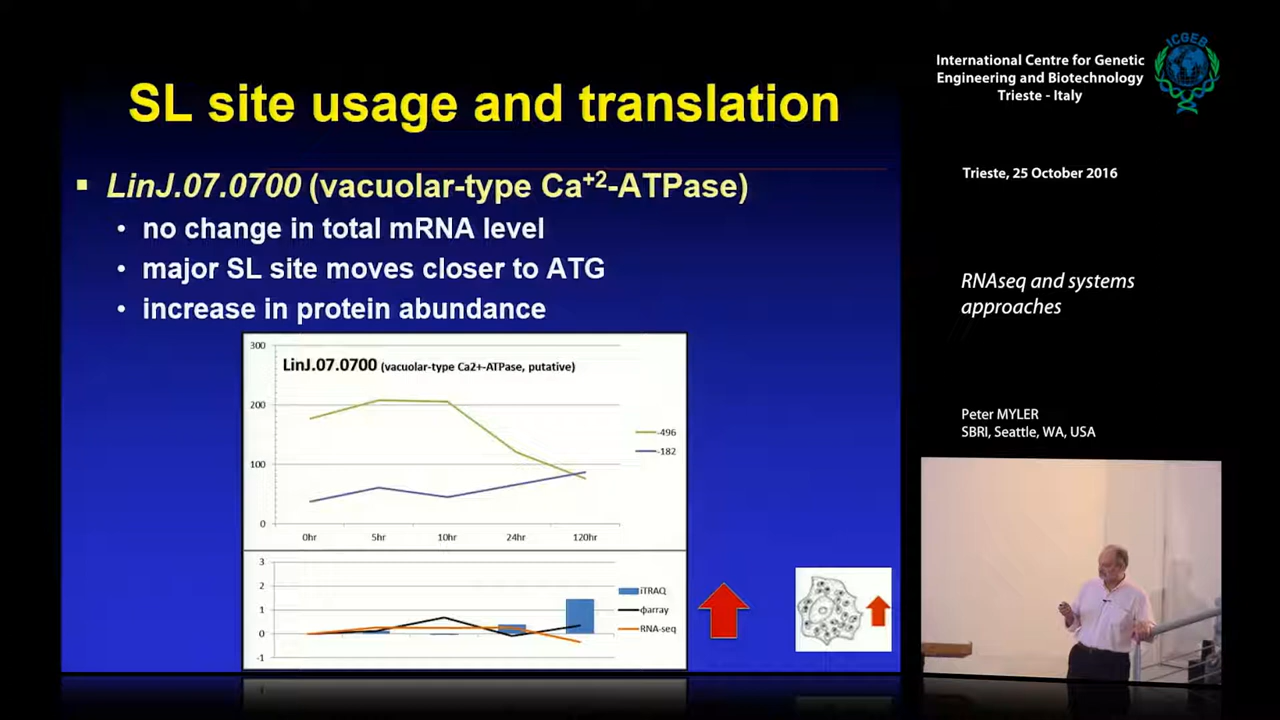 SL site usage and translation
LinJ.07.0700 (vacuolar-type Ca+2-ATPase)
no change in total mRNA level
major SL site moves closer to ATG
increase in protein abundance
LinJ.07.0700 (vacuolar-type Ca2+-ATPase, putative)
300
200
100
0
0hr 5hr 10hr 24hr 120hr
-496
-182
3
2
1
0
-1
iTRAQ
φarray
RNA-seq
International Centre for Genetic
Engineering and Biotechnology
Trieste - Italy
ICGEB
Trieste, 25 October 2016
RNAseq and systems
approaches
Peter MYLER
SBRI, Seattle, WA, USA